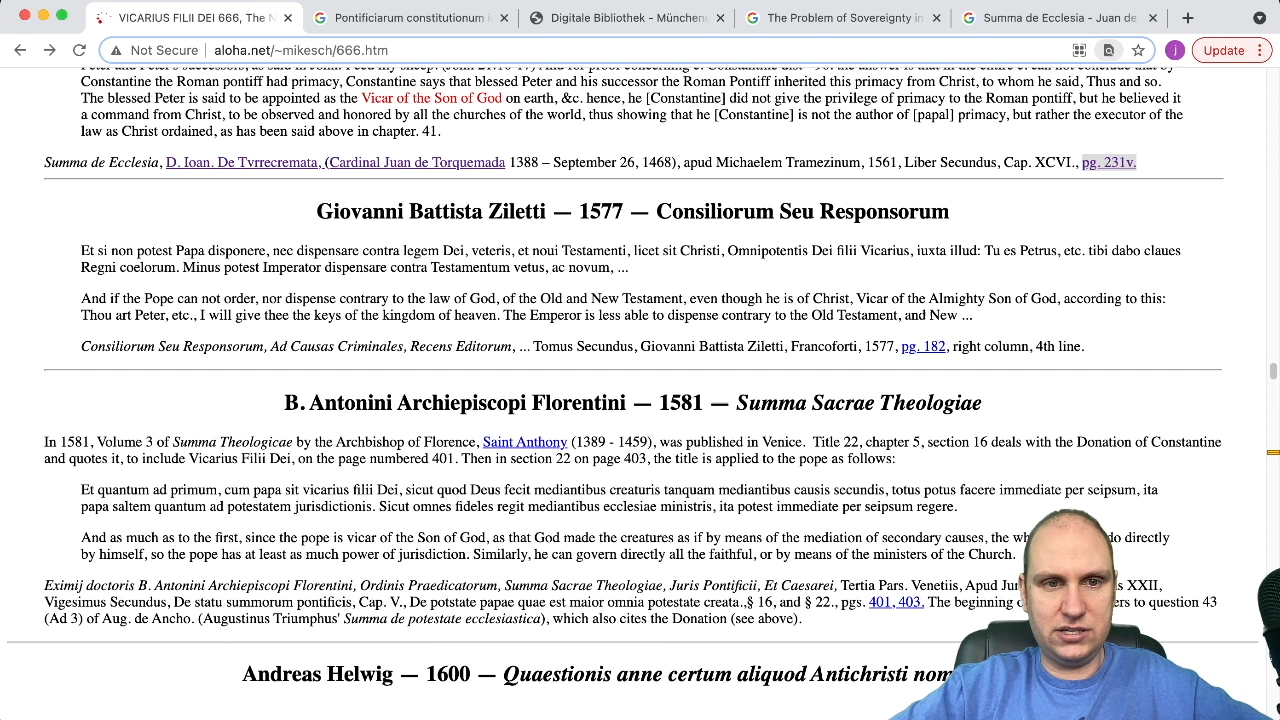 VICARIUS FILII DEI 666, The N
Pontificiarum constitutionum i
Digitale Bibliothek - München
The Problem of Sovereignty in
Summa de Ecclesia - Juan de
Not Secure
aloha.net/~mikesch/666.htm
j
Update
Constantine the Roman pontiff had privacy, Constantine says that blessed Peter and his successor the Roman Pontiff inherited this primacy from Christ, to whom he said, Thus and so.
The blessed Peter is said to be appointed as the Vicar of the Son of God on earth, &c. hence, he [Constantine] did not give the privilege of primacy to the Roman pontiff, but he believed it
a command from Christ, to be observed and honored by all the churches of the world, thus showing that he [Constantine] is not the author of [papal] primacy, but rather the executor of the
law as Christ ordained, as has been said above in chapter. 41.
Summa de Ecclesia, D. Ioan. De Tvrrecremata, (Cardinal Juan de Torquemada 1388 – September 26, 1468), apud Michaelem Tramezinum, 1561, Liber Secundus, Cap. XCVI., pg. 231v.
Giovanni Battista Ziletti — 1577 — Consiliorum Seu Responsorum
Et si non potest Papa disponere, nec dispensare contra legem Dei, veteris, et noui Testamenti, licet sit Christi, Omnipotentis Dei filii Vicarius, iuxta illud: Tu es Petrus, etc. tibi dabo claues
Regni coelorum. Minus potest Imperator dispensare contra Testamentum vetus, ac novum, ...
And if the Pope can not order, nor dispense contrary to the law of God, of the Old and New Testament, even though he is of Christ, Vicar of the Almighty Son of God, according to this:
Thou art Peter, etc., I will give thee the keys of the kingdom of heaven. The Emperor is less able to dispense contrary to the Old Testament, and New ...
Consiliorum Seu Responsorum, Ad Causas Criminales, Recens Editorum, ... Tomus Secundus, Giovanni Battista Ziletti, Francoforti, 1577, pg. 182, right column, 4th line.
B. Antonini Archiepiscopi Florentini — 1581 — Summa Sacrae Theologiae
In 1581, Volume 3 of Summa Theologicae by the Archbishop of Florence, Saint Anthony (1389 - 1459), was published in Venice. Title 22, chapter 5, section 16 deals with the Donation of Constantine
and quotes it, to include Vicarius Filii Dei, on the page numbered 401. Then in section 22 on page 403, the title is applied to the pope as follows:
Et quantum ad primum, cum papa sit vicarius filii Dei, sicut quod Deus fecit mediantibus creaturis tanquam mediantibus causis secundis, totus potus facere immediate per seipsum, ita
papa saltem quantum ad potestatem jurisdictionis. Sicut omnes fideles regit mediantibus ecclesiae ministris, ita potest immediate per seipsum regere.
And as much as to the first, since the pope is vicar of the Son of God, as that God made the creatures as if by means of the mediation of secondary causes, the do directly
by himself, so the pope has at least as much power of jurisdiction. Similarly, he can govern directly all the faithful, or by means of the ministers of the Church.
Eximij doctoris B. Antonini Archiepiscopi Florentini, Ordinis Praedicatorum, Summa Sacrae Theologiae, Juris Pontificii, Et Caesarei, Tertia Pars. Venetiis, Apud XXII,
Vigesimus Secundus, De statu summorum pontificis, Cap. V., De potstate papae quae est maior omnia potestate creata.,§ 16, and § 22., pgs. 401, 403. The beginning to question 43
(Ad 3) of Aug. de Ancho. (Augustinus Triumphus' Summa de potestate ecclesiastica), which also cites the Donation (see above).
Andreas Helwig — 1600 — Quaestionis anne certum aliquod Antichristi